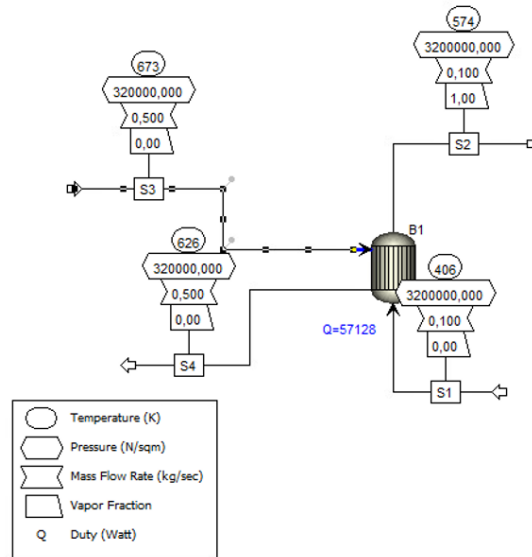 574
3200000,000
0,100
1,00
S2
673
320000,000
0,500
0,00
S3
B1
626
320000,000
0,500
0,00
S4
406
3200000,000
0,100
0,00
S1
Q=57128
Temperature (K)
Pressure (N/sqm)
Mass Flow Rate (kg/sec)
Vapor Fraction
Q Duty (Watt)